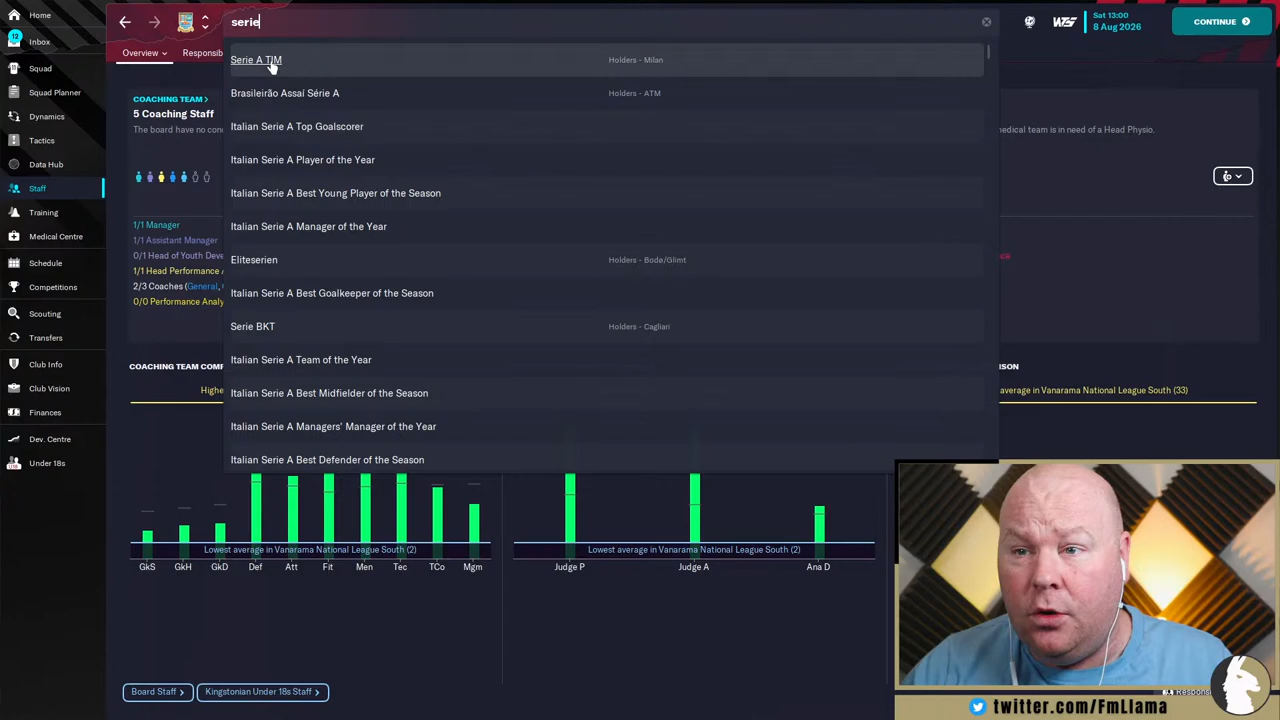 Home
serie
Sat 13:00
8 Aug 2026
CONTINUE
12
Inbox
Overview
Responsib
Squad
Serie A TIM
Holders - Milan
Squad Planner
Brasileirão Assaí Série A
Holders - ATM
COACHING TEAM
5 Coaching Staff
The board have no conc
edical team is in need of a Head Physio.
Dynamics
Italian Serie A Top Goalscorer
Tactics
Italian Serie A Player of the Year
Data Hub
Staff
Italian Serie A Best Young Player of the Season
Training
1/1 Manager
Italian Serie A Manager of the Year
Medical Centre
1/1 Assistant Manager
0/1 Head of Youth Deve
Eliteserien
Holders - Bodø/Glimt
Schedule
1/1 Head Performance A
Competitions
2/3 Coaches (General,
Italian Serie A Best Goalkeeper of the Season
0/0 Performance Analy
Scouting
Serie BKT
Holders - Cagliari
Transfers
Italian Serie A Team of the Year
Club Info
COACHING TEAM COMP
RISON
Club Vision
Highe
Italian Serie A Best Midfielder of the Season
average in Vanarama National League South (33)
Finances
Italian Serie A Managers' Manager of the Year
Dev. Centre
Italian Serie A Best Defender of the Season
U18
Under 18s
Lowest average in Vanarama National League South (2)
Lowest average in Vanarama National League South (2)
GkS
GkH
GkD
Def
Att
Fit
Men
Tec
TCo
Mgm
Judge P
Judge A
Ana D
Board Staff
Kingstonian Under 18s Staff
Respons
twitter.com/FmLlama